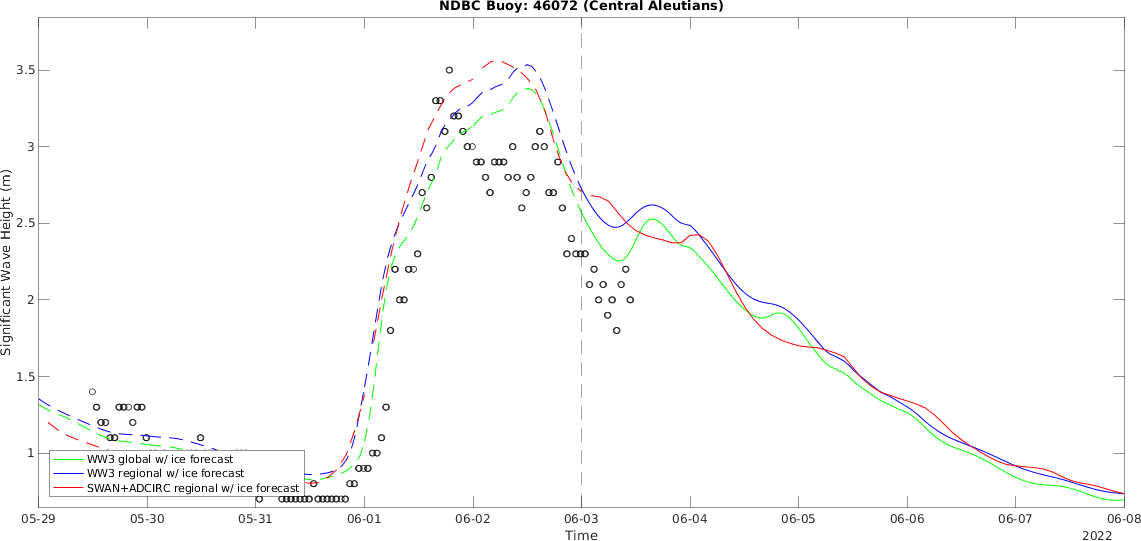 NDBC Buoy: 46072 (Central Aleutians)
Significant Wave Height (m)
3.5
3
2.5
2
1.5
1
WW3 global w/ ice forecast
WW3 regional w/ ice forecast
SWAN+ADCIRC regional w/ ice forecast
05-29 05-30 05-31 06-01 06-02 06-03 06-04 06-05 06-06 06-07 06-08
Time
2022